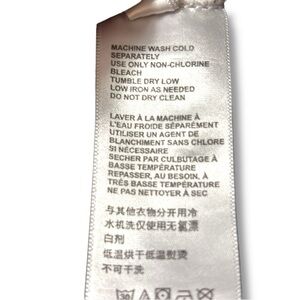 MACHINE WASH COLD
SEPARATELY
USE ONLY NON-CHLORINE
BLEACH
TUMBLE DRY LOW
LOW IRON AS NEEDED
DO NOT DRY CLEAN
LAVER À LA MACHINE À
L'EAU FROIDE SÉPARÉMENT
UTILISER UN AGENT DE
BLANCHIMENT SANS CHLORE
SI NÉCESSAIRE
SECHER PAR CULBUTAGE À
BASSE TEMPÉRATURE
REPASSER, AU BESOIN, À
TRÈS BASSE TEMPÉRATURE
NE PAS NETTOYER À SEC
与其他衣物分开用冷
水机洗仅使用无氯漂
白剂
低温烘干低温熨烫
不可干洗